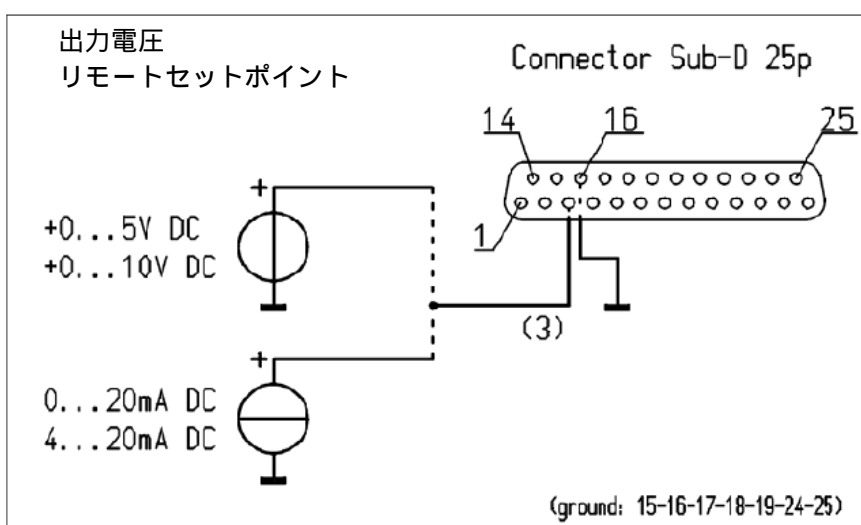 出力電圧
リモートセットポイント
Connector Sub-D 25p
14
16
25
1
+
+0...5V DC
+0...10V DC
(3)
+
0...20mA DC
4...20mA DC
(ground: 15-16-17-18-19-24-25)